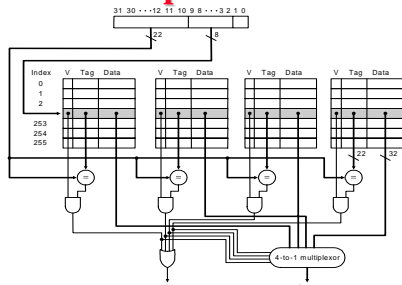 31 30 ··· 12 11 10 9 8 ··· 3 2 1 0
22
8
Index V Tag Data V Tag Data V Tag Data V Tag Data
0
1
2
253
254
255
22
32
= = = =
4-to-1 multiplexor